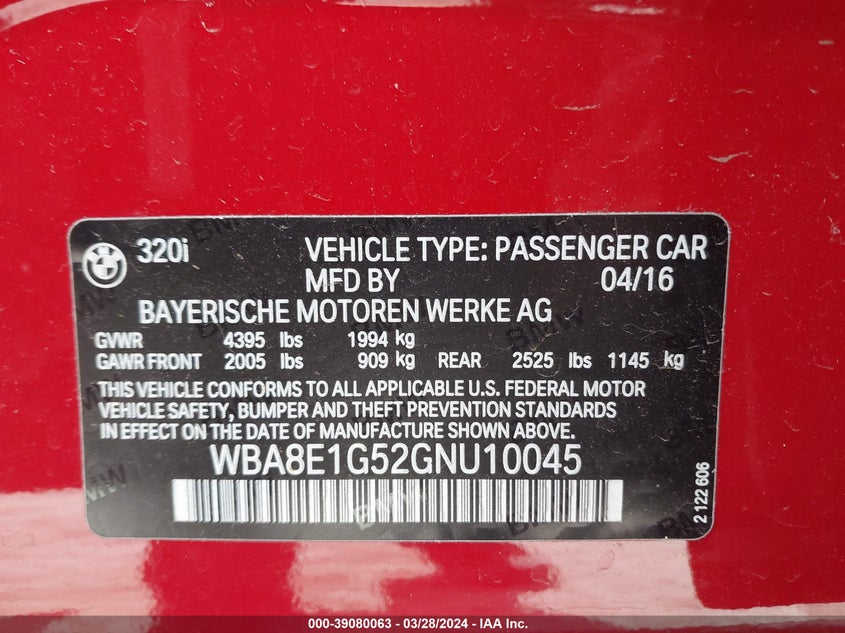 320i VEHICLE TYPE: PASSENGER CAR
MFD BY 04/16
BAYERISCHE MOTOREN WERKE AG
GVWR 4395 lbs 1994 kg
GAWR FRONT 2005 lbs 909 kg REAR 2525 lbs 1145 kg
THIS VEHICLE CONFORMS TO ALL APPLICABLE U.S. FEDERAL MOTOR
VEHICLE SAFETY, BUMPER AND THEFT PREVENTION STANDARDS
IN EFFECT ON THE DATE OF MANUFACTURE SHOWN ABOVE.
WBA8E1G52GNU10045
2 122 606
000-39080063 - 03/28/2024 - IAA Inc.